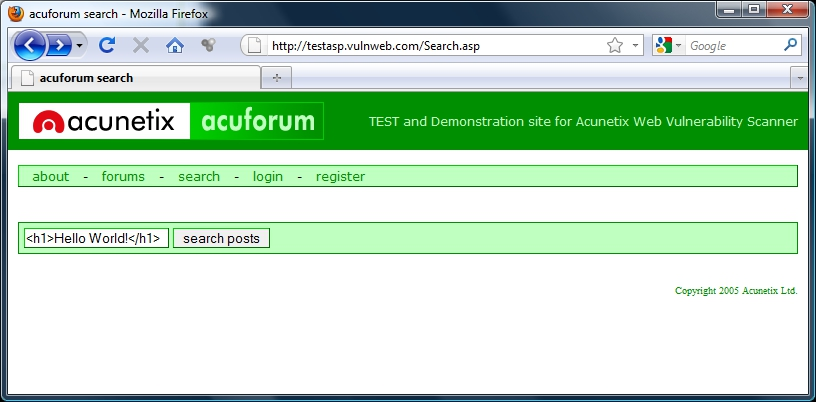 acuforum search - Mozilla Firefox
http://testasp.vulnweb.com/Search.asp
Google
acuforum search
acunetix acuforum
TEST and Demonstration site for Acunetix Web Vulnerability Scanner
about - forums - search - login - register
<h1>Hello World!</h1> search posts
Copyright 2005 Acunetix Ltd.